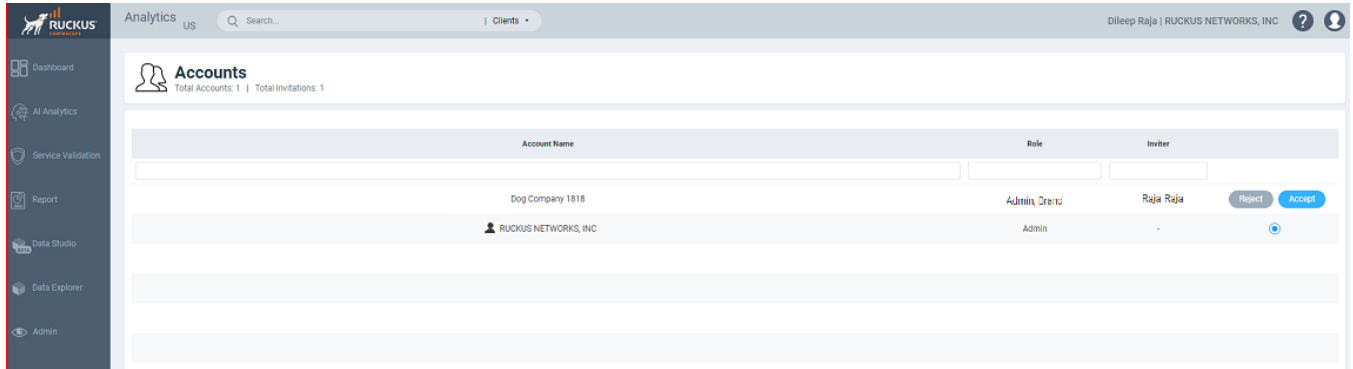 RUCKUS
COMMSCOPE
Analytics US
Search...
| Clients
Dileep Raja | RUCKUS NETWORKS, INC
?
Dashboard
AI Analytics
Service Validation
Report
Data Studio
Data Explorer
Admin
Accounts
Total Accounts: 1 | Total Invitations: 1
Account Name Role Inviter
Dog Company 1818 Admin, Brand Raja Raja Reject Accept
RUCKUS NETWORKS, INC Admin -